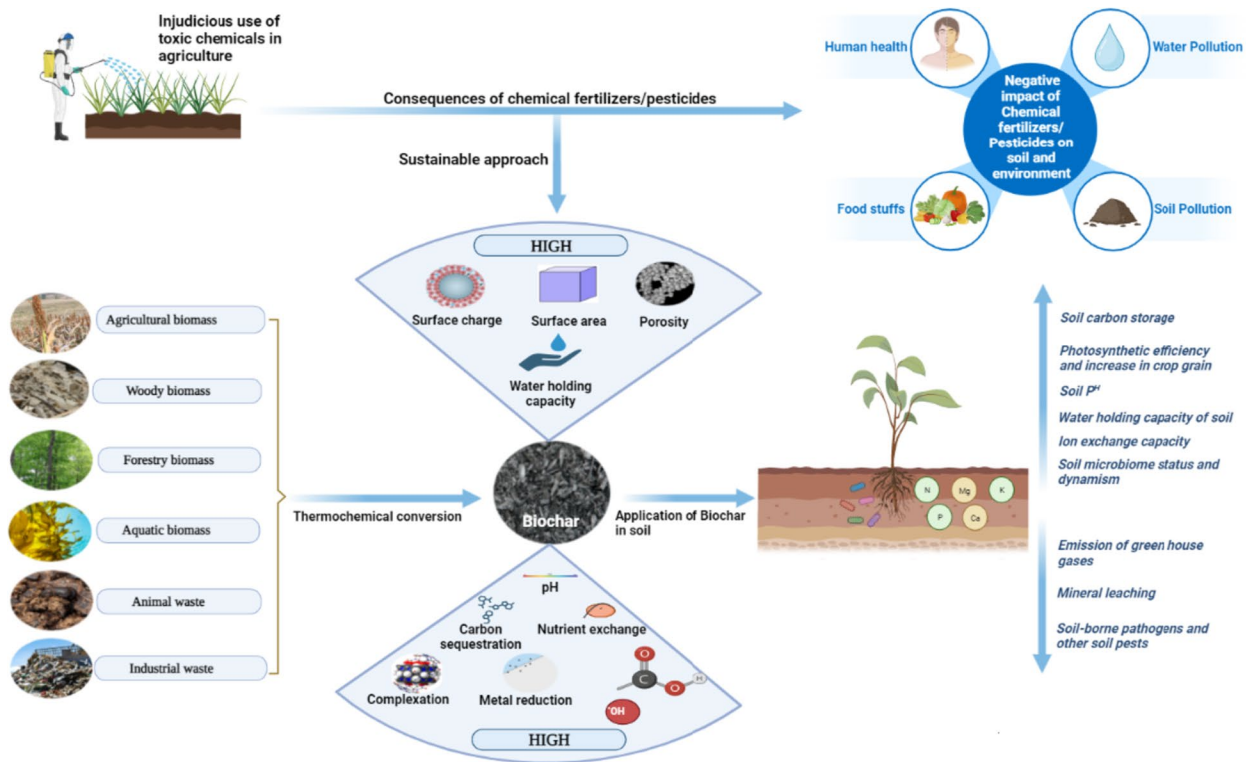 Injudicious use of
toxic chemicals in
agriculture
Consequences of chemical fertilizers/pesticides
Sustainable approach
Human health
Water Pollution
Negative
impact of
Chemical
fertilizers/
Pesticides on
soil and
environment
Food stuffs
Soil Pollution
HIGH
Surface charge
Surface area
Porosity
Water holding
capacity
Agricultural biomass
Woody biomass
Forestry biomass
Aquatic biomass
Animal waste
Industrial waste
Thermochemical conversion
Biochar
Application of Biochar
in soil
pH
Carbon
sequestration
Nutrient exchange
Complexation
Metal reduction
O
C
O
H
•OH
HIGH
N
Mg
K
P
Ca
Soil carbon storage
Photosynthetic efficiency
and increase in crop grain
Soil Pᴴ
Water holding capacity of soil
Ion exchange capacity
Soil microbiome status and
dynamism
Emission of green house
gases
Mineral leaching
Soil-borne pathogens and
other soil pests